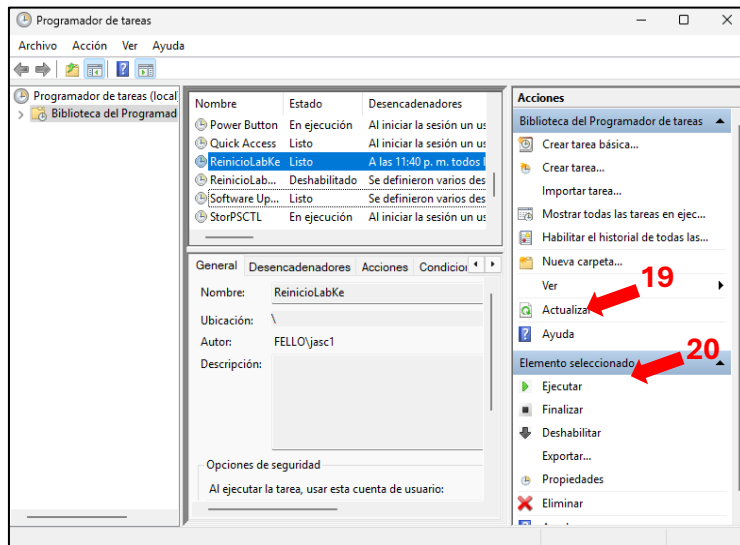 Programador de tareas
Archivo Acción Ver Ayuda
Programador de tareas (local
Biblioteca del Programad
Nombre Estado Desencadenadores
Power Button En ejecución Al iniciar la sesión un us
Quick Access Listo Al iniciar la sesión un us
ReinicioLabKe Listo A las 11:40 p. m. todos l
ReinicioLab... Deshabilitado Se definieron varios des
Software Up... Listo Se definieron varios des
StorPSCTL En ejecución Al iniciar la sesión un us
General Desencadenadores Acciones Condicion
Nombre: ReinicioLabKe
Ubicación: \
Autor: FELLO\jasc1
Descripción:
Opciones de seguridad
Al ejecutar la tarea, usar esta cuenta de usuario:
Acciones
Biblioteca del Programador de tareas
Crear tarea básica...
Crear tarea...
Importar tarea...
Mostrar todas las tareas en ejec...
Habilitar el historial de todas las...
Nueva carpeta...
Ver
19
Actualizar
Ayuda
20
Elemento seleccionado
Ejecutar
Finalizar
Deshabilitar
Exportar...
Propiedades
Eliminar